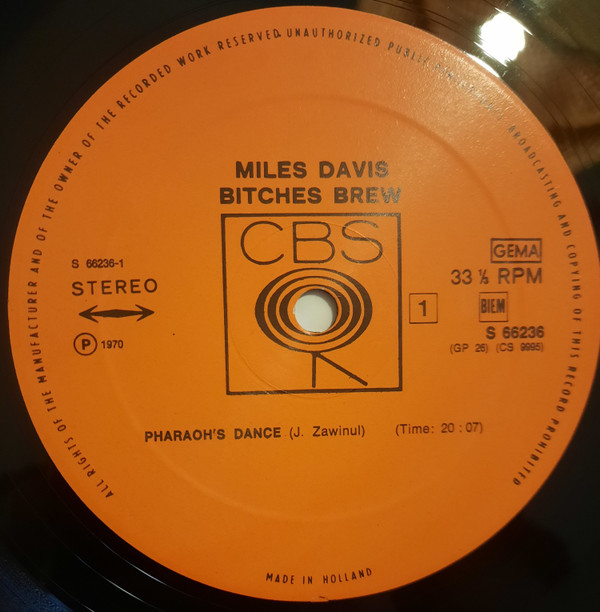 ALL RIGHTS OF THE MANUFACTURER AND OF THE OWNER OF THE RECORDED WORK RESERVED. UNAUTHORIZED PUBLIC BROADCASTING AND COPYING OF THIS RECORD PROHIBITED
MILES DAVIS
BITCHES BREW
CBS
S 66236-1
STEREO
P 1970
GEMA
33 ⅓ RPM
1
BIEM
S 66236
(GP 26) (CS 9995)
PHARAOH'S DANCE (J. Zawinul) (Time: 20 : 07)
MADE IN HOLLAND